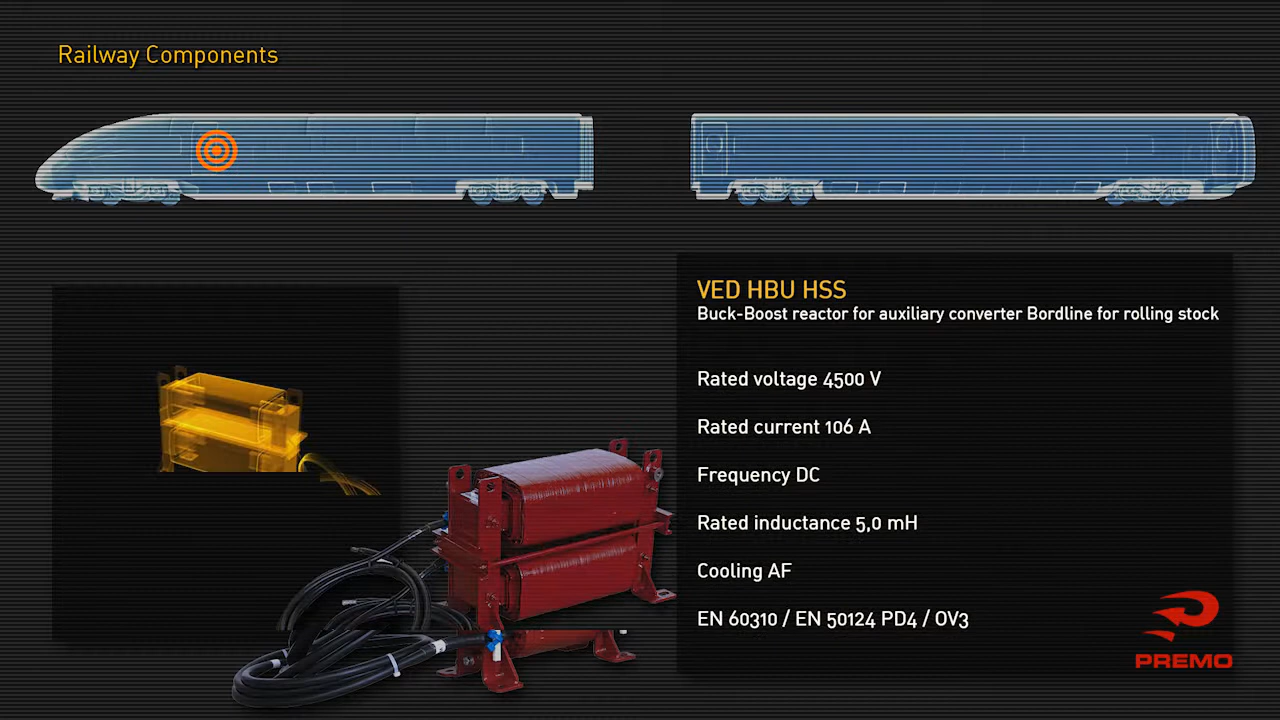 Railway Components
VED HBU HSS
Buck-Boost reactor for auxiliary converter Bordline for rolling stock
Rated voltage 4500 V
Rated current 106 A
Frequency DC
Rated inductance 5,0 mH
Cooling AF
EN 60310 / EN 50124 PD4 / OV3
PREMO